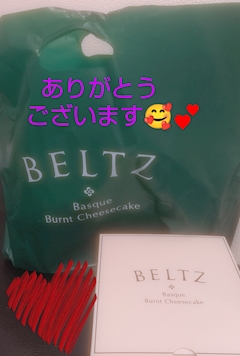 ありがとう
ございます🥰💕
BELTZ
Basque
Burnt Cheesecake
BELTZ
Basque
Burnt Cheesecake